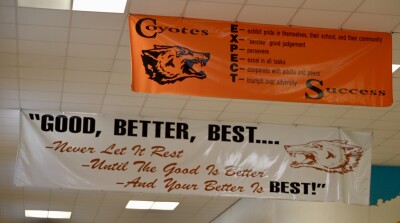 Coyotes
EXPECT
Success
E – exhibit pride in themselves, their school, and their community
X – 'xercise' good judgement
P – persevere
E – excel in all tasks
C – cooperate with adults and peers
T – triumph over adversity
"GOOD, BETTER, BEST....
-Never Let It Rest
-Until The Good Is Better
-And Your Better Is BEST!"